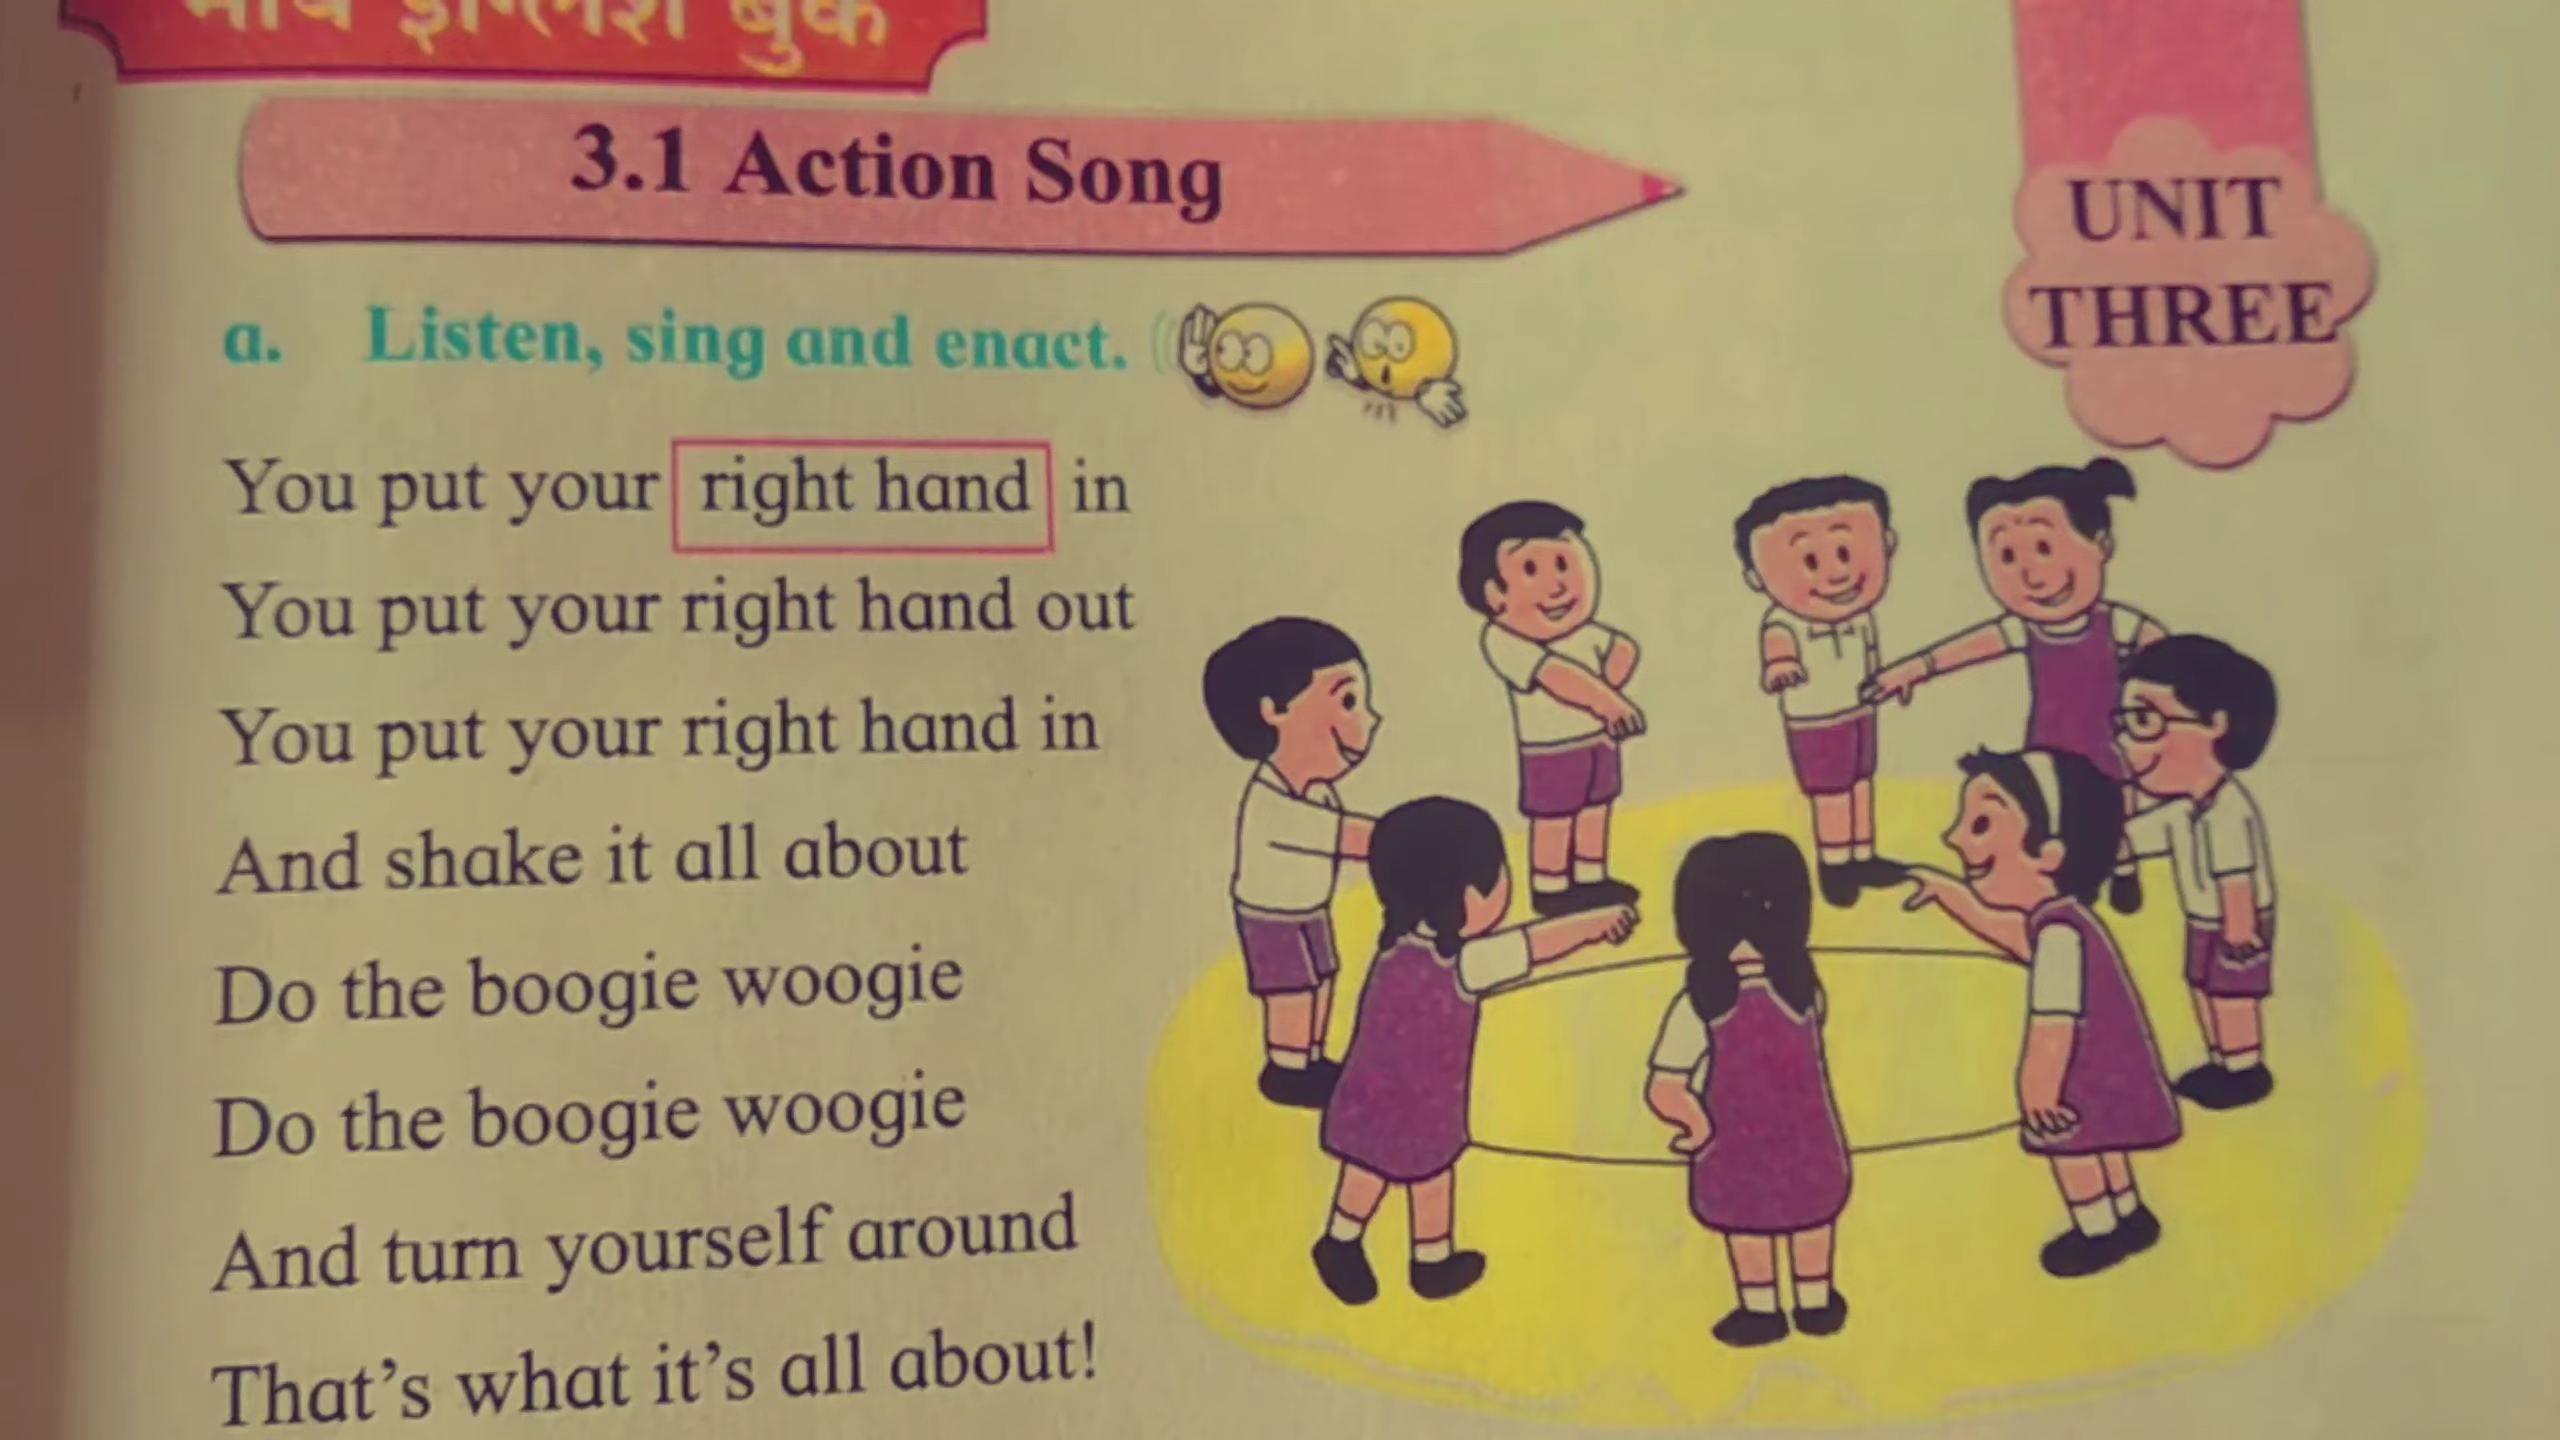 माय इंग्लिश बुक
3.1 Action Song
UNIT
THREE
a. Listen, sing and enact.
You put your right hand in
You put your right hand out
You put your right hand in
And shake it all about
Do the boogie woogie
Do the boogie woogie
And turn yourself around
That's what it's all about!